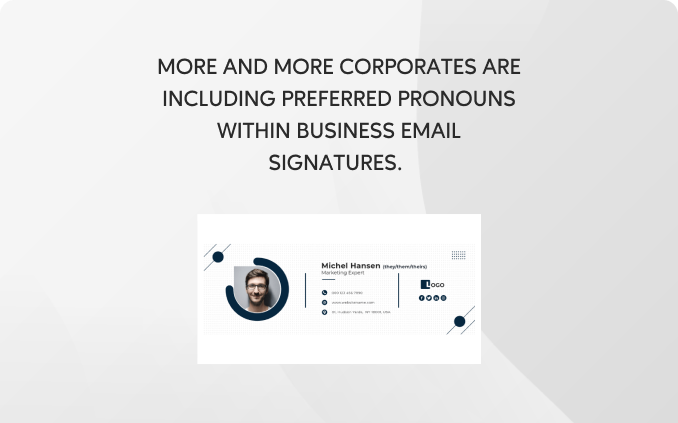 MORE AND MORE CORPORATES ARE
INCLUDING PREFERRED PRONOUNS
WITHIN BUSINESS EMAIL
SIGNATURES.
Michel Hansen (they/them/theirs)
Marketing Expert
LOGO